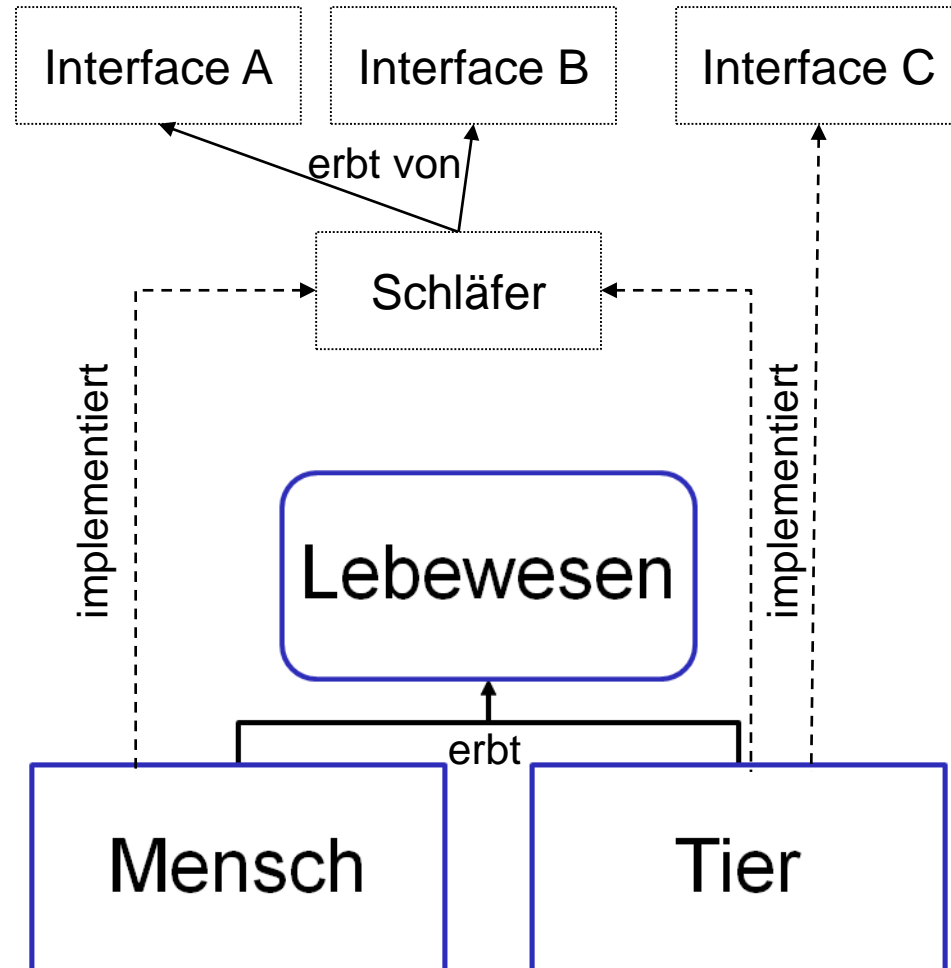 Interface A
Interface B
Interface C
erbt von
Schläfer
implementiert
implementiert
Lebewesen
erbt
Mensch
Tier